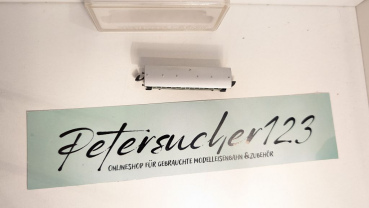 Petersucher123
ONLINESHOP FÜR GEBRAUCHTE MODELLEISENBAHN & ZUBEHÖR